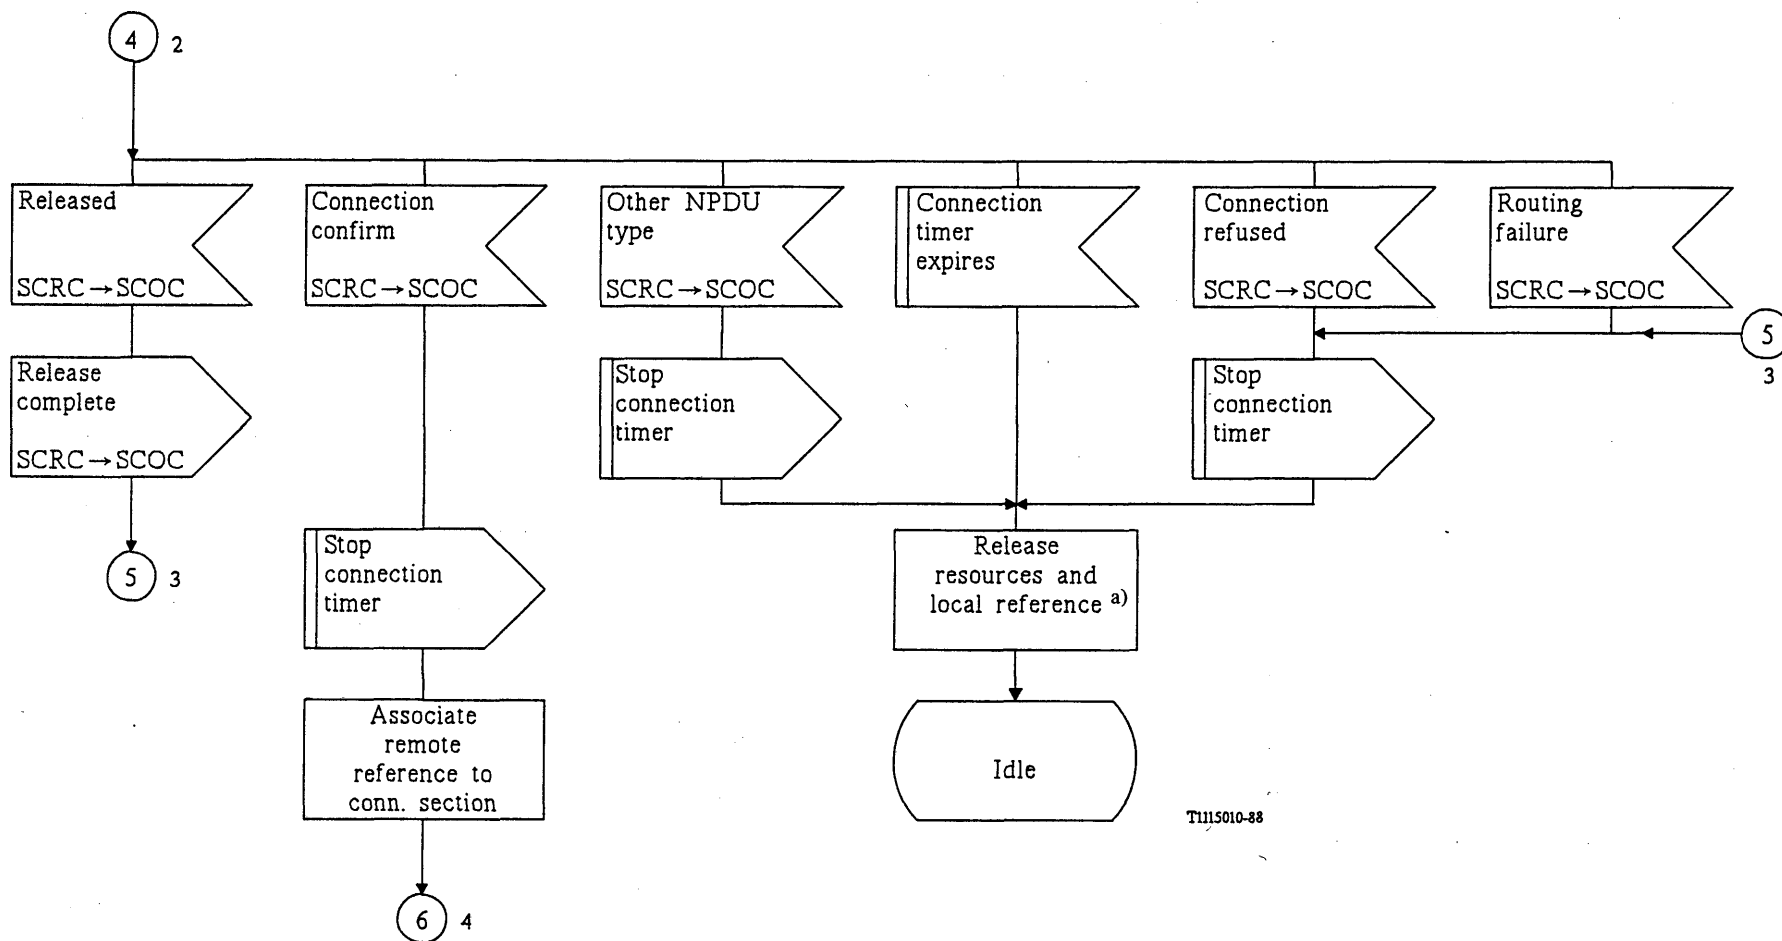 4 2
Released
SCRC→SCOC
Connection
confirm
SCRC→SCOC
Other NPDU
type
SCRC→SCOC
Connection
timer
expires
Connection
refused
SCRC→SCOC
Routing
failure
SCRC→SCOC
5
3
Release
complete
SCRC→SCOC
5 3
Stop
connection
timer
Stop
connection
timer
Stop
connection
timer
Release
resources and
local reference a)
Associate
remote
reference to
conn. section
Idle
T1115010-88
6 4